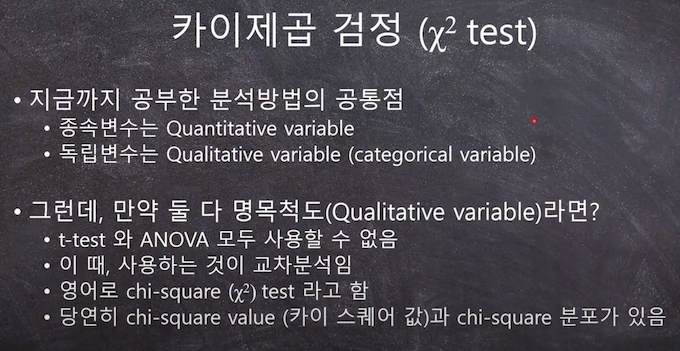 카이제곱 검정 (χ² test)
• 지금까지 공부한 분석방법의 공통점
• 종속변수는 Quantitative variable
• 독립변수는 Qualitative variable (categorical variable)
• 그런데, 만약 둘 다 명목척도(Qualitative variable)라면?
• t-test 와 ANOVA 모두 사용할 수 없음
• 이 때, 사용하는 것이 교차분석임
• 영어로 chi-square (χ²) test 라고 함
• 당연히 chi-square value (카이 스퀘어 값)과 chi-square 분포가 있음